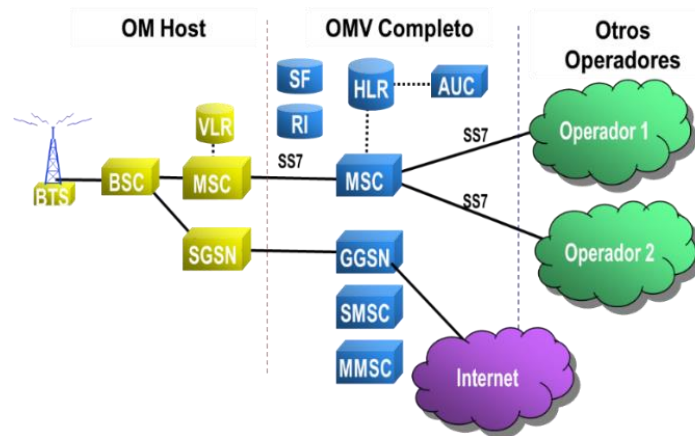 OM Host
OMV Completo
Otros
Operadores
SF
HLR
AUC
VLR
RI
SS7
Operador 1
BTS
BSC
MSC
SS7
MSC
SS7
SGSN
GGSN
Operador 2
SMSC
MMSC
Internet